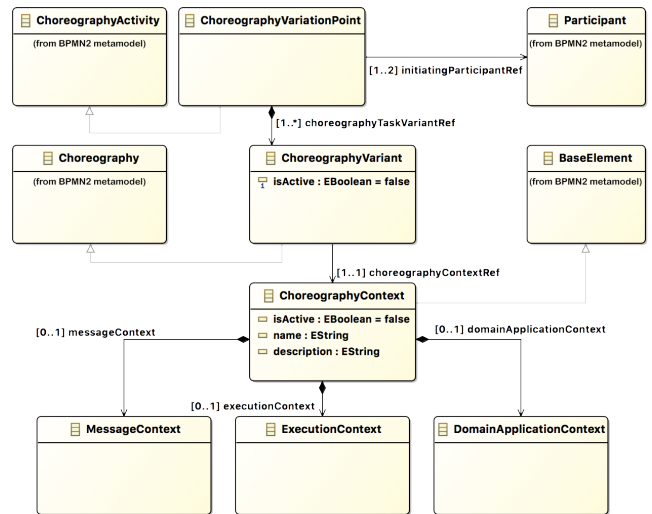 ChoreographyActivity
(from BPMN2 metamodel)
ChoreographyVariationPoint
Participant
(from BPMN2 metamodel)
[1..2] initiatingParticipantRef
[1..*] choreographyTaskVariantRef
Choreography
(from BPMN2 metamodel)
ChoreographyVariant
1 isActive : EBoolean = false
BaseElement
(from BPMN2 metamodel)
[1..1] choreographyContextRef
ChoreographyContext
isActive : EBoolean = false
name : EString
description : EString
[0..1] messageContext
[0..1] domainApplicationContext
[0..1] executionContext
MessageContext
ExecutionContext
DomainApplicationContext